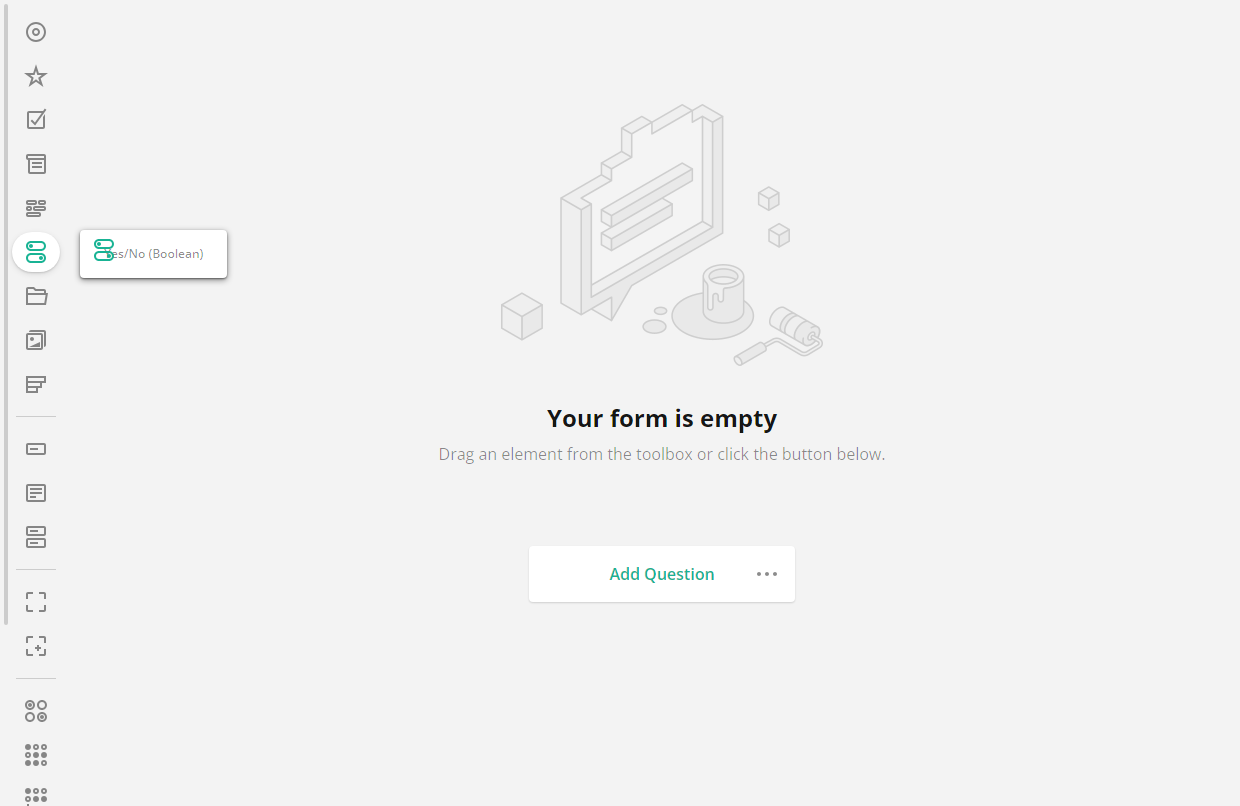 Yes/No (Boolean)
Your form is empty
Drag an element from the toolbox or click the button below.
Add Question